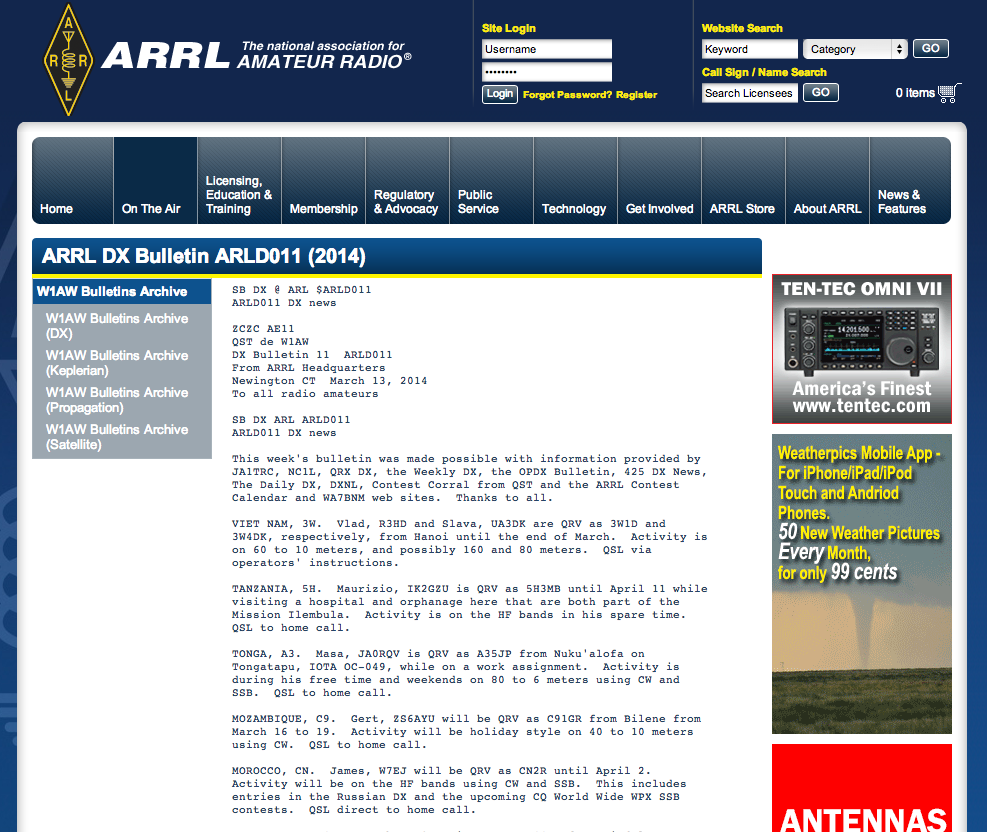 A
R R
L
ARRL The national association for
AMATEUR RADIO®
Site Login
Username
••••••••
Login Forgot Password? Register
Website Search
Keyword Category GO
Call Sign / Name Search
Search Licensees GO
0 items
Home
On The Air
Licensing,
Education &
Training
Membership
Regulatory
& Advocacy
Public
Service
Technology
Get Involved
ARRL Store
About ARRL
News &
Features
ARRL DX Bulletin ARLD011 (2014)
W1AW Bulletins Archive
W1AW Bulletins Archive
(DX)
W1AW Bulletins Archive
(Keplerian)
W1AW Bulletins Archive
(Propagation)
W1AW Bulletins Archive
(Satellite)
SB DX @ ARL $ARLD011
ARLD011 DX news
ZCZC AE11
QST de W1AW
DX Bulletin 11  ARLD011
From ARRL Headquarters
Newington CT  March 13, 2014
To all radio amateurs
SB DX ARL ARLD011
ARLD011 DX news
This week's bulletin was made possible with information provided by
JA1TRC, NC1L, QRX DX, the Weekly DX, the OPDX Bulletin, 425 DX News,
The Daily DX, DXNL, Contest Corral from QST and the ARRL Contest
Calendar and WA7BNM web sites.  Thanks to all.
VIET NAM, 3W.  Vlad, R3HD and Slava, UA3DK are QRV as 3W1D and
3W4DK, respectively, from Hanoi until the end of March.  Activity is
on 60 to 10 meters, and possibly 160 and 80 meters.  QSL via
operators' instructions.
TANZANIA, 5H.  Maurizio, IK2GZU is QRV as 5H3MB until April 11 while
visiting a hospital and orphanage here that are both part of the
Mission Ilembula.  Activity is on the HF bands in his spare time.
QSL to home call.
TONGA, A3.  Masa, JA0RQV is QRV as A35JP from Nuku'alofa on
Tongatapu, IOTA OC-049, while on a work assignment.  Activity is
during his free time and weekends on 80 to 6 meters using CW and
SSB.  QSL to home call.
MOZAMBIQUE, C9.  Gert, ZS6AYU will be QRV as C91GR from Bilene from
March 16 to 19.  Activity will be holiday style on 40 to 10 meters
using CW.  QSL to home call.
MOROCCO, CN.  James, W7EJ will be QRV as CN2R until April 2.
Activity will be on the HF bands using CW and SSB.  This includes
entries in the Russian DX and the upcoming CQ World Wide WPX SSB
contests.  QSL direct to home call.
TEN-TEC OMNI VII
America's Finest
www.tentec.com
Weatherpics Mobile App -
For iPhone/iPad/iPod
Touch and Andriod
Phones.
50 New Weather Pictures
Every Month,
for only 99 cents
ANTENNAS